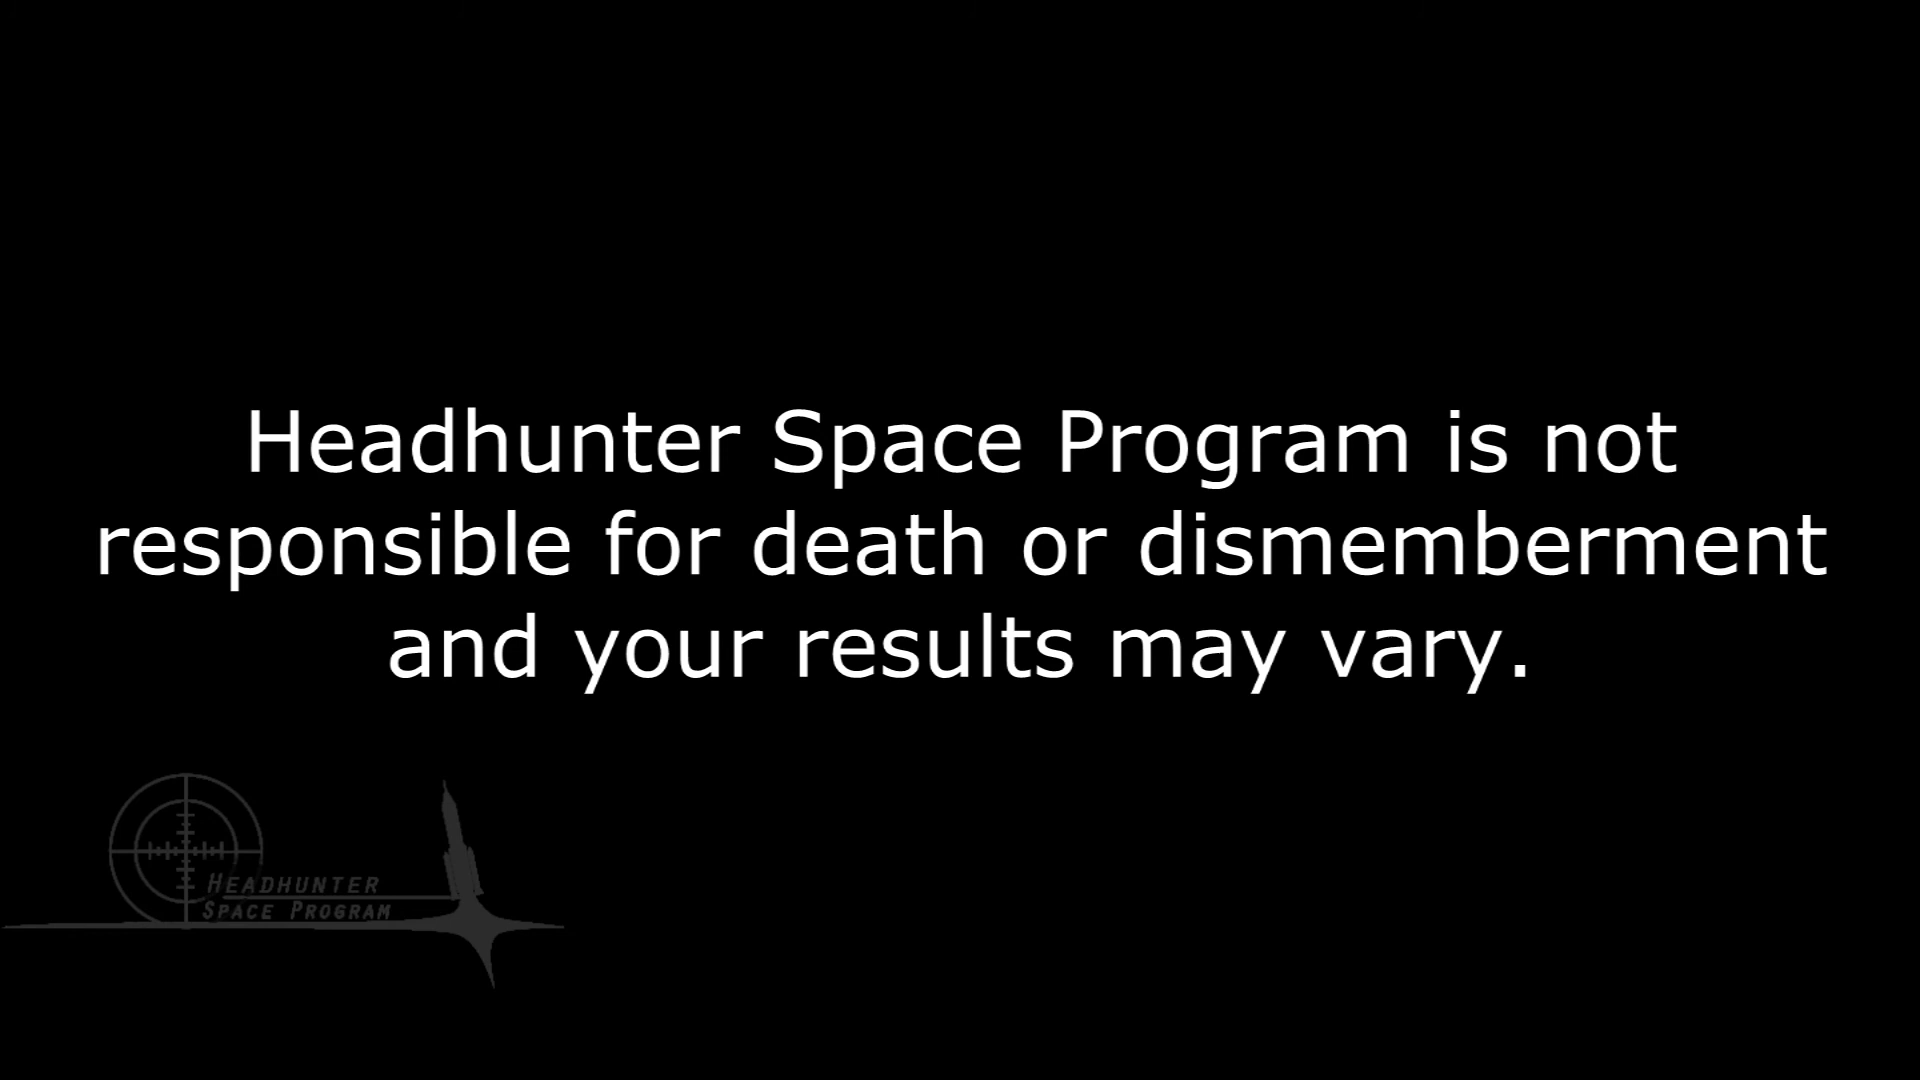 Headhunter Space Program is not
responsible for death or dismemberment
and your results may vary.
HEADHUNTER
SPACE PROGRAM